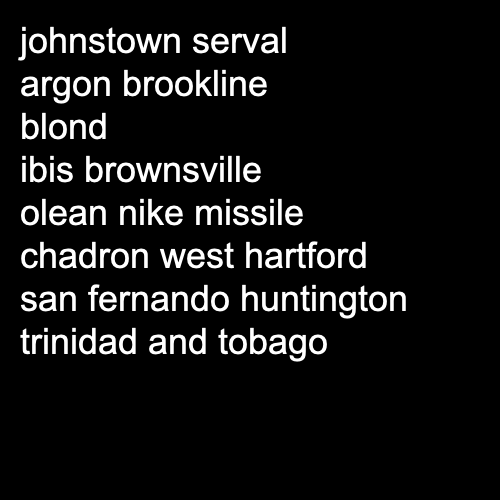 johnstown serval
argon brookline
blond
ibis brownsville
olean nike missile
chadron west hartford
san fernando huntington
trinidad and tobago